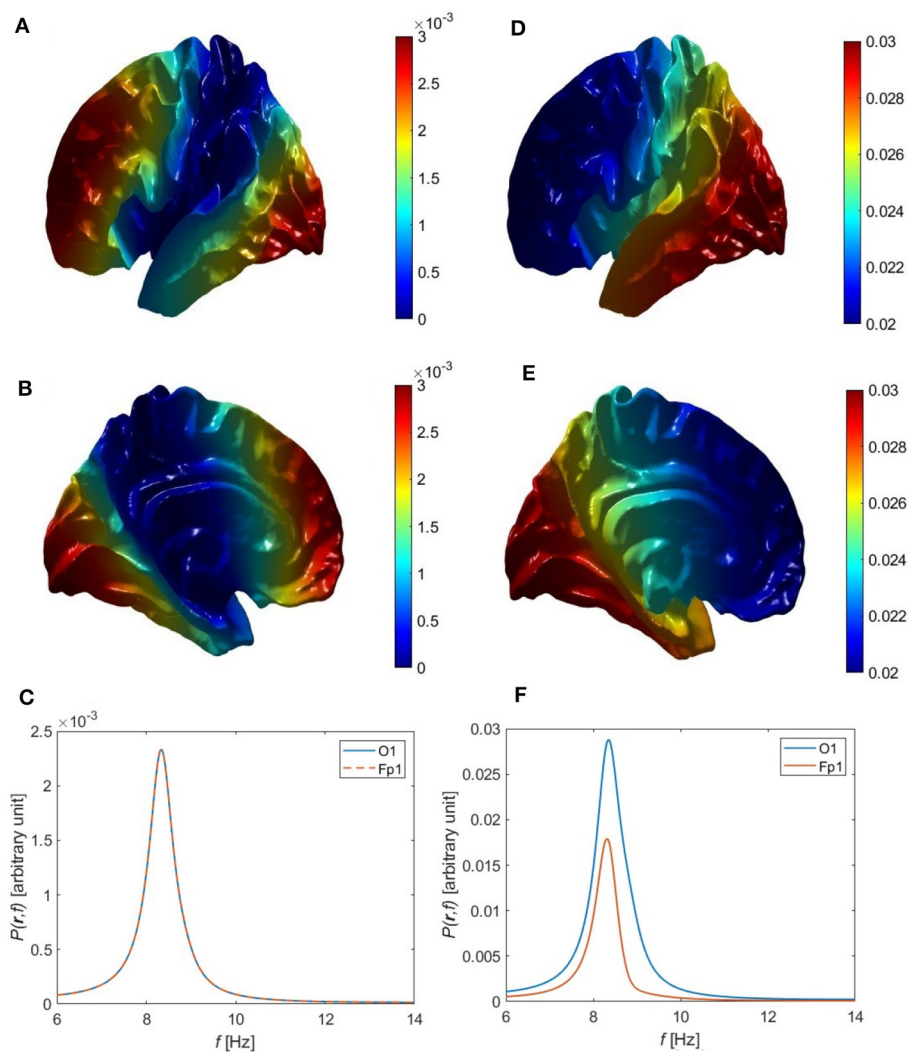 A
×10⁻³
3
2.5
2
1.5
1
0.5
0
D
0.03
0.028
0.026
0.024
0.022
0.02
B
×10⁻³
3
2.5
2
1.5
1
0.5
0
E
0.03
0.028
0.026
0.024
0.022
0.02
C
×10⁻³
2.5
2
1.5
1
0.5
0
P(r,f) [arbitrary unit]
O1
Fp1
6 8 10 12 14
f [Hz]
F
0.03
0.025
0.02
0.015
0.01
0.005
0
P(r,f) [arbitrary unit]
O1
Fp1
6 8 10 12 14
f [Hz]